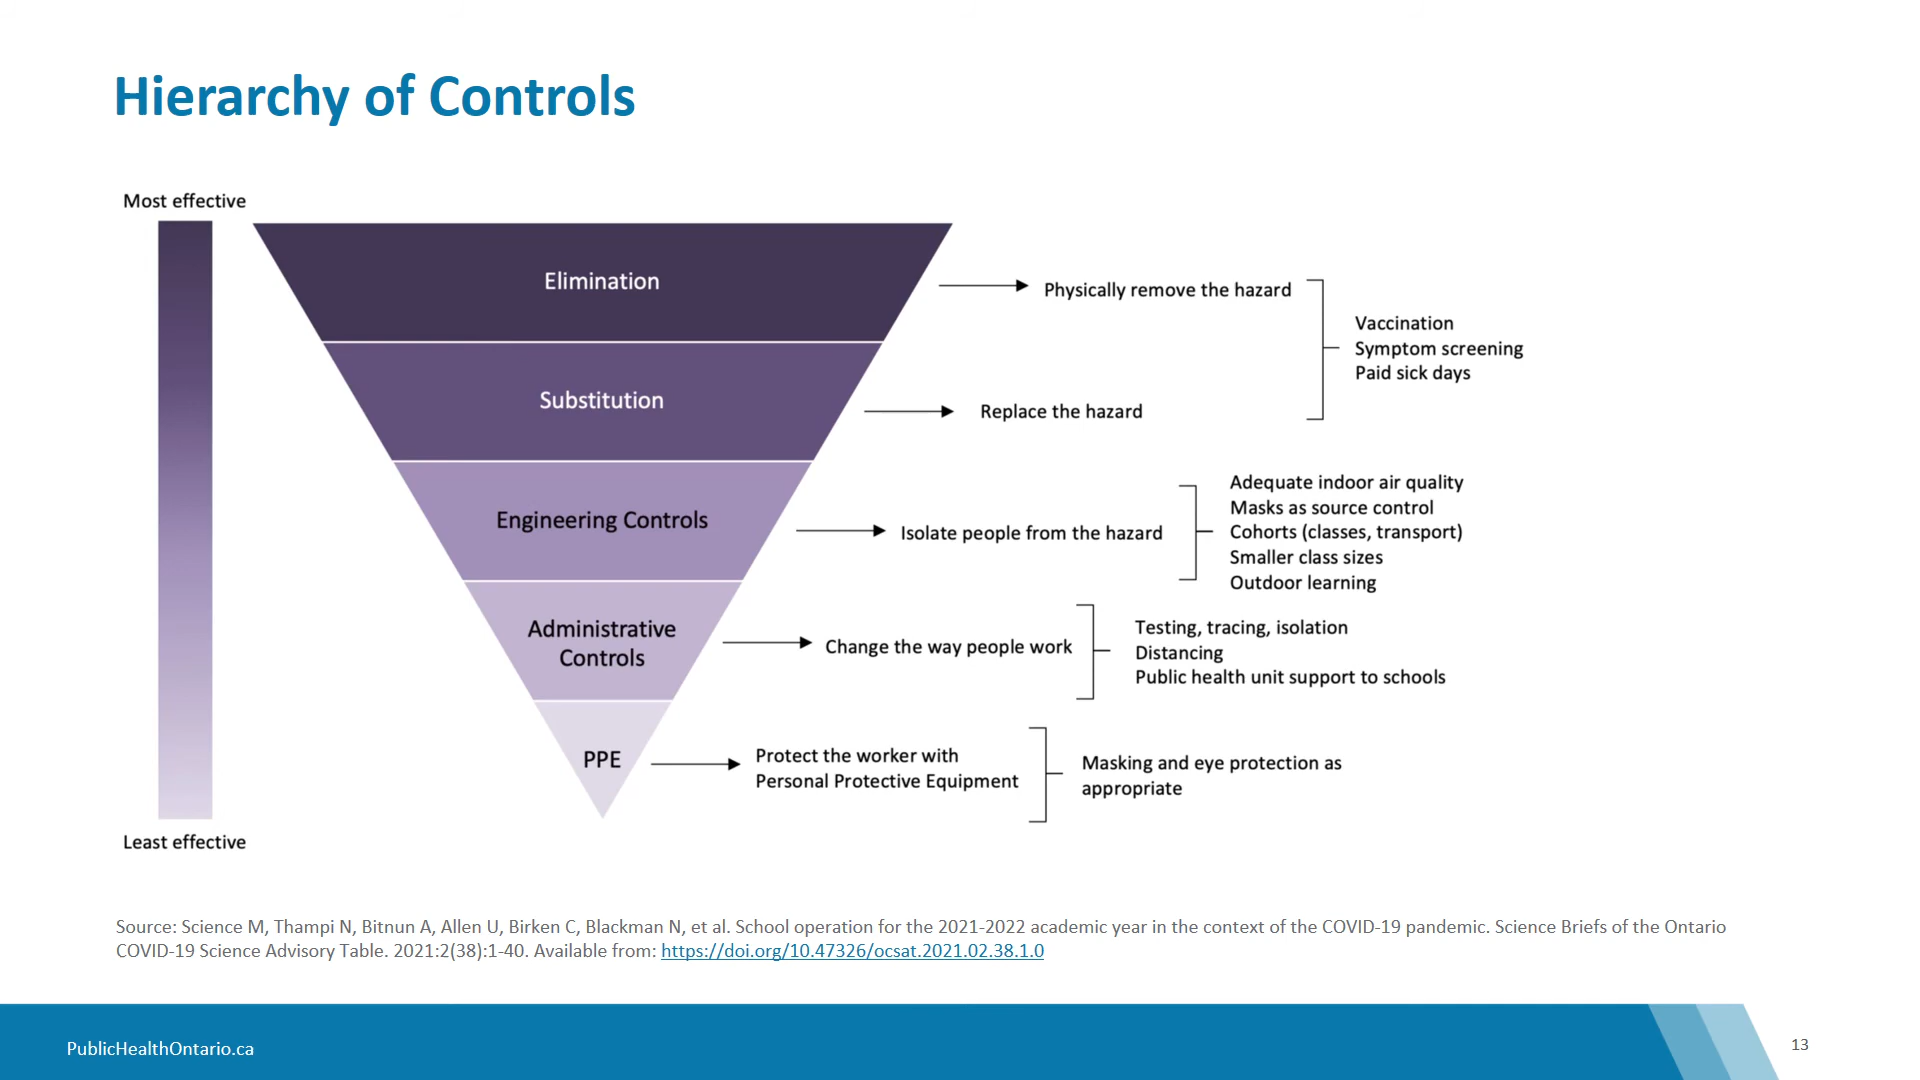 Hierarchy of Controls
Most effective
Elimination
Physically remove the hazard
Vaccination
Symptom screening
Paid sick days
Substitution
Replace the hazard
Engineering Controls
Isolate people from the hazard
Adequate indoor air quality
Masks as source control
Cohorts (classes, transport)
Smaller class sizes
Outdoor learning
Administrative
Controls
Change the way people work
Testing, tracing, isolation
Distancing
Public health unit support to schools
PPE
Protect the worker with
Personal Protective Equipment
Masking and eye protection as
appropriate
Least effective
Source: Science M, Thampi N, Bitnun A, Allen U, Birken C, Blackman N, et al. School operation for the 2021-2022 academic year in the context of the COVID-19 pandemic. Science Briefs of the Ontario
COVID-19 Science Advisory Table. 2021:2(38):1-40. Available from: https://doi.org/10.47326/ocsat.2021.02.38.1.0
PublicHealthOntario.ca
13